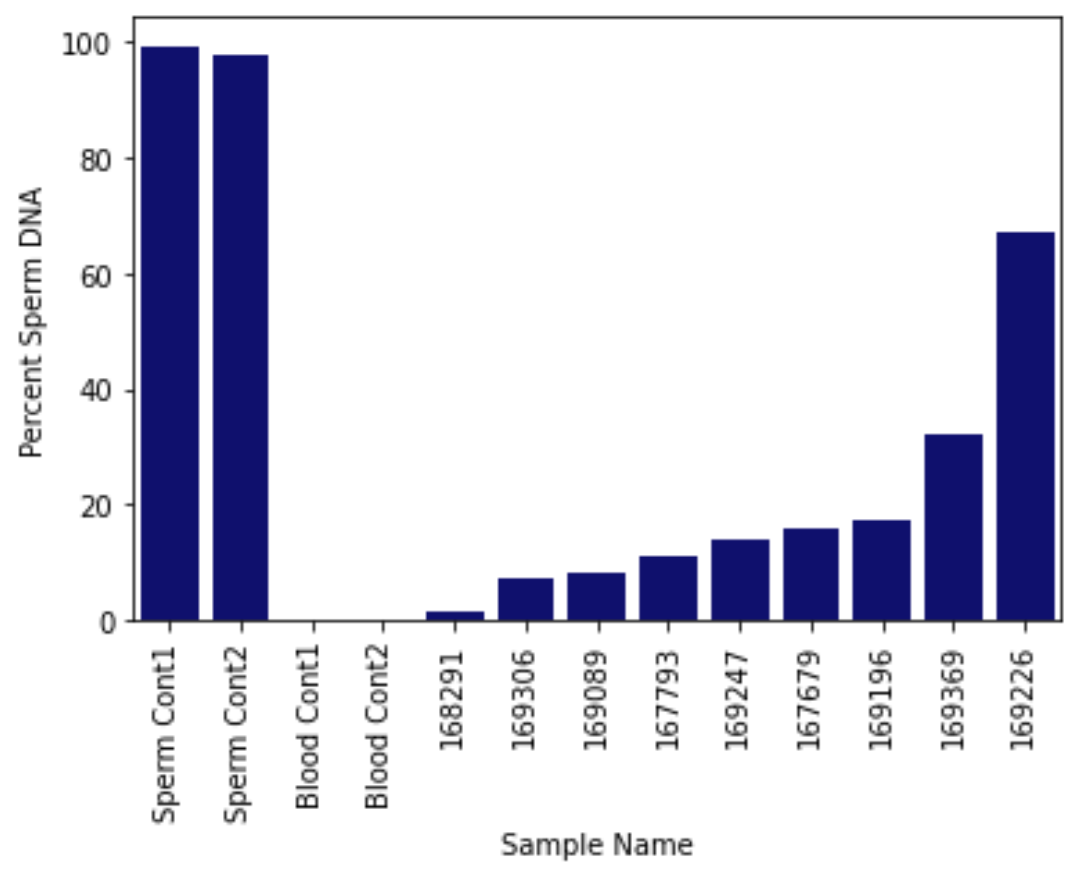 Percent Sperm DNA
100
80
60
40
20
0
Sperm Cont1
Sperm Cont2
Blood Cont1
Blood Cont2
168291
169306
169089
167793
169247
167679
169196
169369
169226
Sample Name